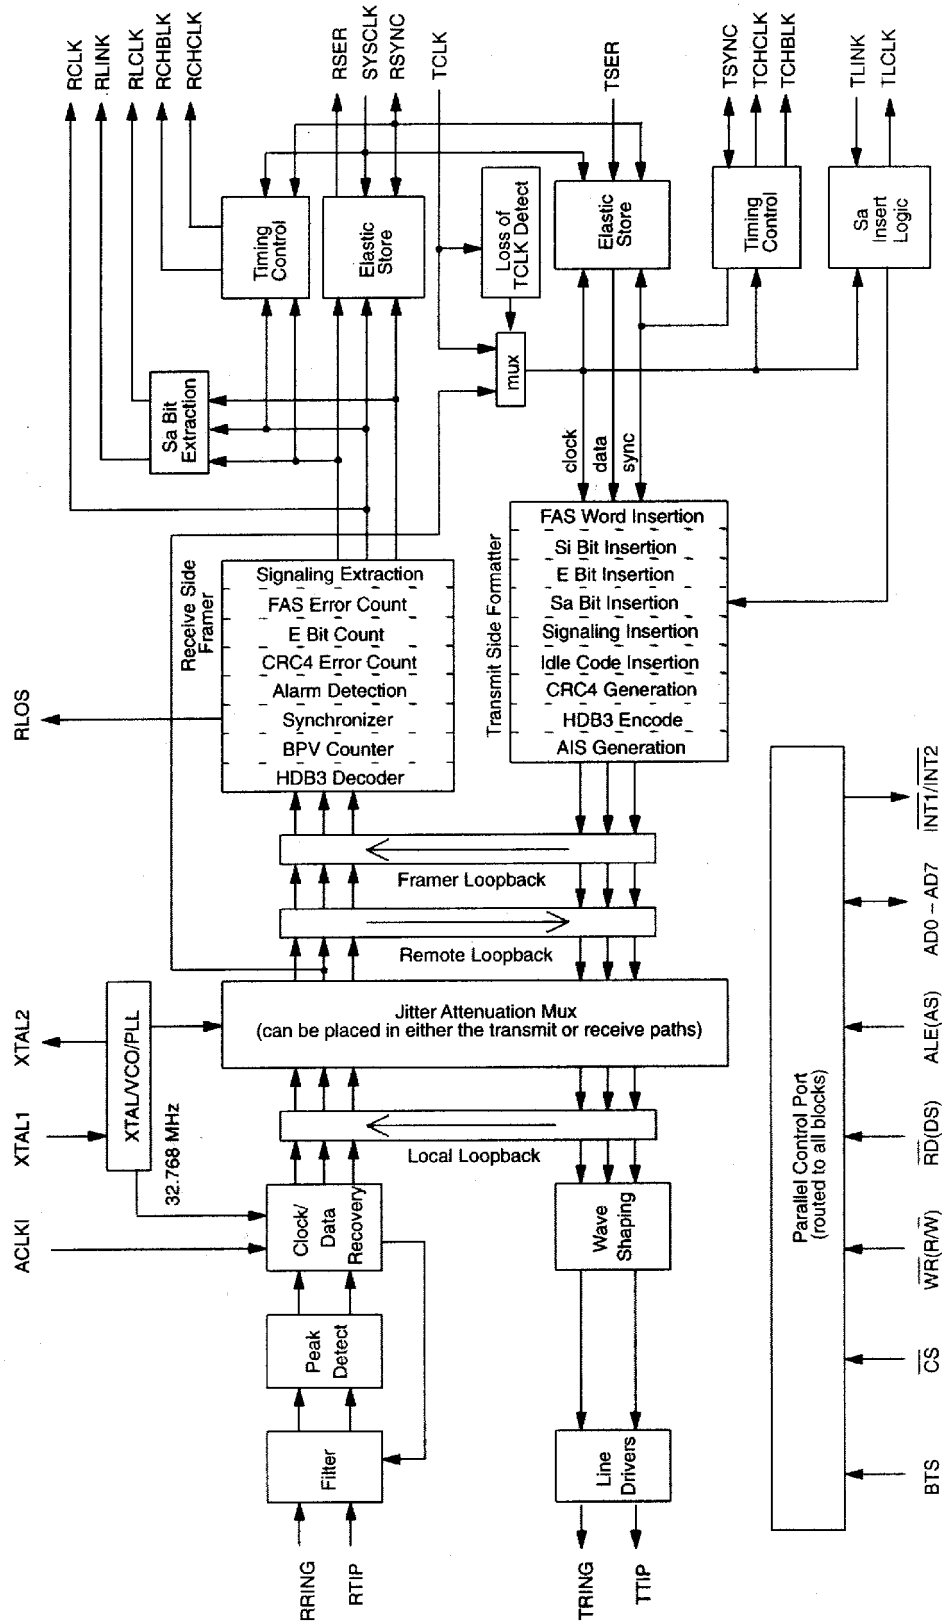 RCLK
RLINK
RLCLK
RCHBLK
RCHCLK
RSER
SYSCLK
RSYNC
TCLK
TSER
TSYNC
TCHCLK
TCHBLK
TLINK
TLCLK
Timing
Control
Elastic
Store
Loss of
TCLK Detect
Elastic
Store
Timing
Control
Sa
Insert
Logic
mux
Sa Bit
Extraction
clock
data
sync
Receive Side
Framer
Signaling Extraction
FAS Error Count
E Bit Count
CRC4 Error Count
Alarm Detection
Synchronizer
BPV Counter
HDB3 Decoder
Transmit Side Formatter
FAS Word Insertion
Si Bit Insertion
E Bit Insertion
Sa Bit Insertion
Signaling Insertion
Idle Code Insertion
CRC4 Generation
HDB3 Encode
AIS Generation
RLOS
Framer Loopback
Remote Loopback
Jitter Attenuation Mux
(can be placed in either the transmit or receive paths)
Local Loopback
XTAL2
XTAL1
ACLKI
XTAL/VCO/PLL
32.768 MHz
Clock/
Data
Recovery
Peak
Detect
Filter
RRING
RTIP
Wave
Shaping
Line
Drivers
TRING
TTIP
Parallel Control Port
(routed to all blocks)
INT1/INT2
AD0 – AD7
ALE(AS)
RD(DS)
WR(R/W)
CS
BTS